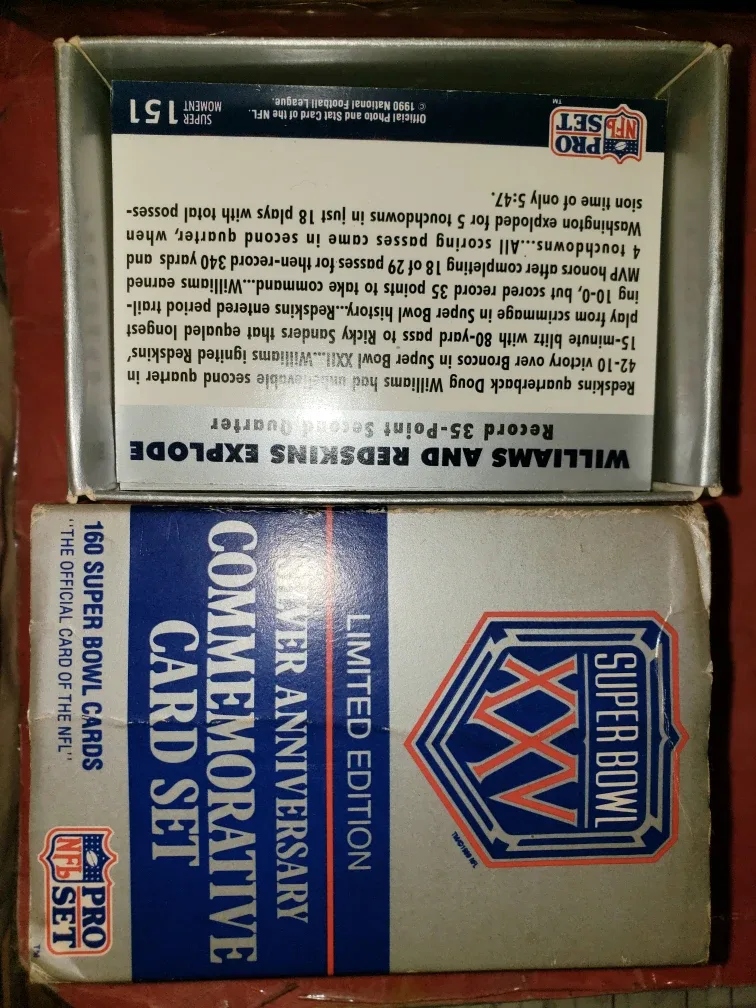 WILLIAMS AND REDSKINS EXPLODE
Record 35-Point Second Quarter
Redskins quarterback Doug Williams had unbelievable second quarter in
42-10 victory over Broncos in Super Bowl XXII...Williams ignited Redskins'
15-minute blitz with 80-yard pass to Ricky Sanders that equaled longest
play from scrimmage in Super Bowl history...Redskins entered period trail-
ing 10-0, but scored record 35 points to take command...Williams earned
MVP honors after completing 18 of 29 passes for then-record 340 yards and
4 touchdowns...All scoring passes came in second quarter, when
Washington exploded for 5 touchdowns in just 18 plays with total posses-
sion time of only 5:47.
PRO
NFL
SET
TM
Official Photo and Stat Card of the NFL.
© 1990 National Football League.
SUPER
MOMENT
151
SUPER BOWL
XXV
LIMITED EDITION
SILVER ANNIVERSARY
COMMEMORATIVE
CARD SET
160 SUPER BOWL CARDS
"THE OFFICIAL CARD OF THE NFL"
PRO
NFL
SET
TM